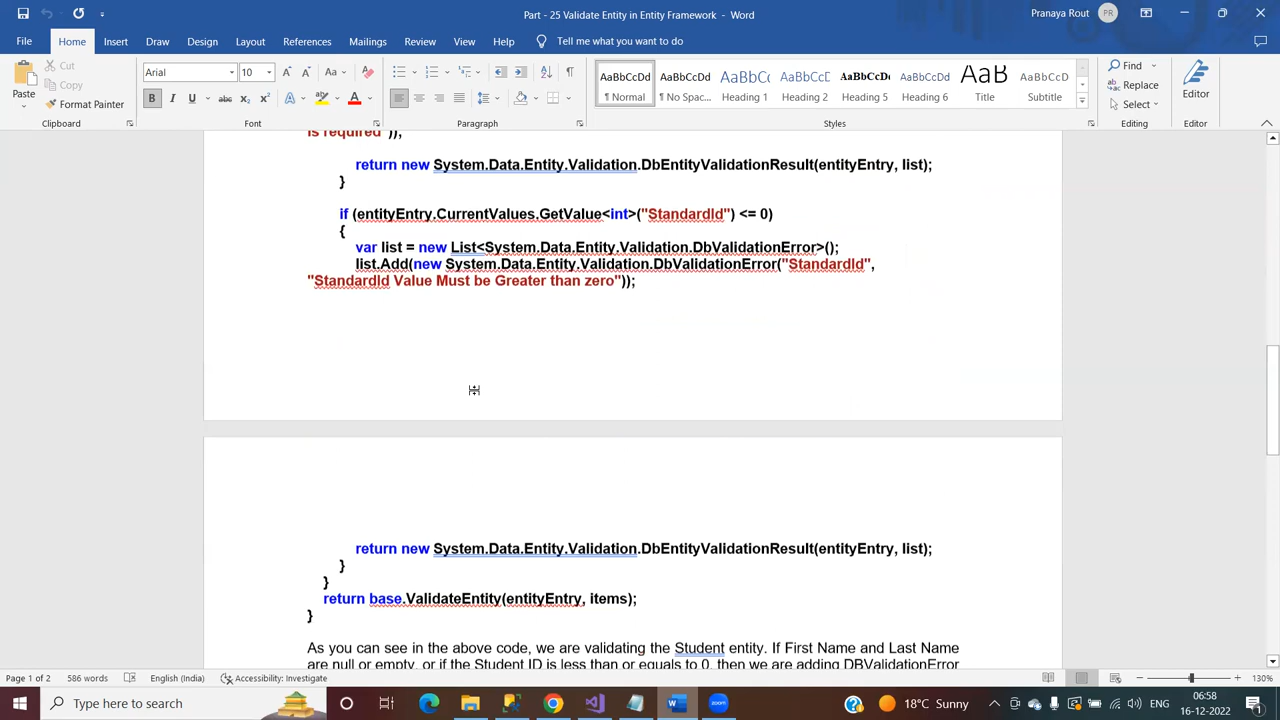 Part - 25 Validate Entity in Entity Framework - Word
Pranaya Rout PR
File Home Insert Draw Design Layout References Mailings Review View Help Tell me what you want to do
Paste
Cut
Copy
Format Painter
Clipboard
Arial 10
Font
Paragraph
AaBbCcDd AaBbCcDd AaBbCc AaBbCcDd AaBbCcDd AaBbCcDd AaB AaBbCcDd
¶ Normal ¶ No Spac... Heading 1 Heading 2 Heading 5 Heading 6 Title Subtitle
Styles
Find
Replace
Select
Editing
Editor
Editor
is required"));
return new System.Data.Entity.Validation.DbEntityValidationResult(entityEntry, list);
}
if (entityEntry.CurrentValues.GetValue<int>("StandardId") <= 0)
{
var list = new List<System.Data.Entity.Validation.DbValidationError>();
list.Add(new System.Data.Entity.Validation.DbValidationError("StandardId",
"StandardId Value Must be Greater than zero"));
return new System.Data.Entity.Validation.DbEntityValidationResult(entityEntry, list);
}
}
return base.ValidateEntity(entityEntry, items);
}
As you can see in the above code, we are validating the Student entity. If First Name and Last Name
are null or empty, or if the Student ID is less than or equals to 0, then we are adding DBValidationError
Page 1 of 2 586 words English (India) Accessibility: Investigate 130%
Type here to search
zoom
18°C Sunny
ENG
06:58
16-12-2022